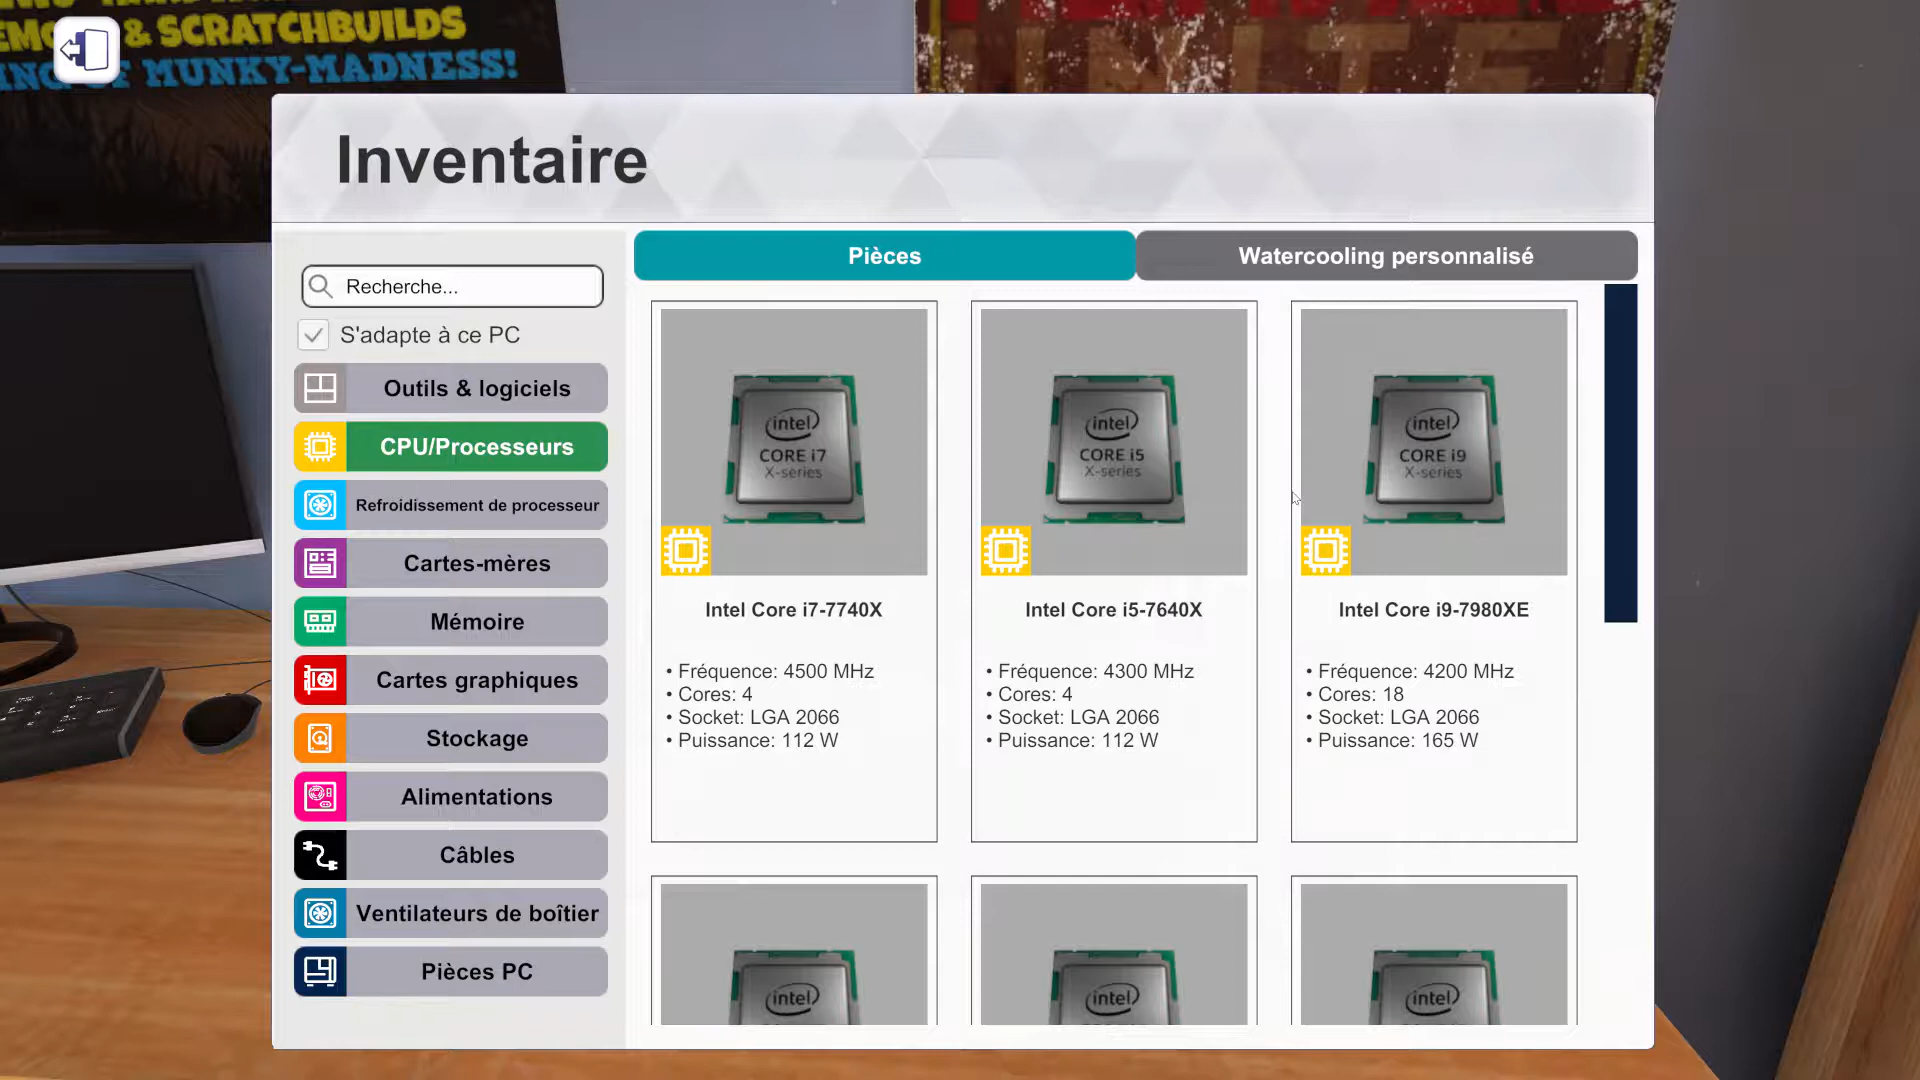 & SCRATCHBUILDS
MUNKY-MADNESS!
Inventaire
Recherche...
S'adapte à ce PC
Outils & logiciels
CPU/Processeurs
Refroidissement de processeur
Cartes-mères
Mémoire
Cartes graphiques
Stockage
Alimentations
Câbles
Ventilateurs de boîtier
Pièces PC
Pièces
Watercooling personnalisé
intel
CORE i7
X-series
Intel Core i7-7740X
• Fréquence: 4500 MHz
• Cores: 4
• Socket: LGA 2066
• Puissance: 112 W
intel
CORE i5
X-series
Intel Core i5-7640X
• Fréquence: 4300 MHz
• Cores: 4
• Socket: LGA 2066
• Puissance: 112 W
intel
CORE i9
X-series
Intel Core i9-7980XE
• Fréquence: 4200 MHz
• Cores: 18
• Socket: LGA 2066
• Puissance: 165 W
intel
intel
intel